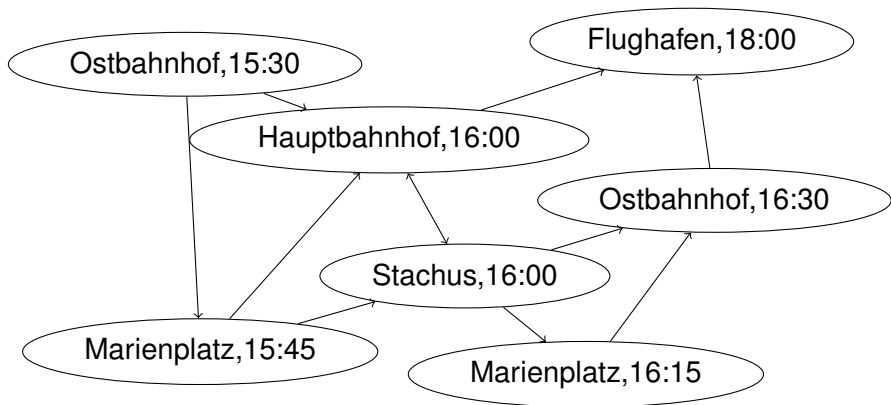 Ostbahnhof,15:30
Flughafen,18:00
Hauptbahnhof,16:00
Ostbahnhof,16:30
Stachus,16:00
Marienplatz,15:45
Marienplatz,16:15